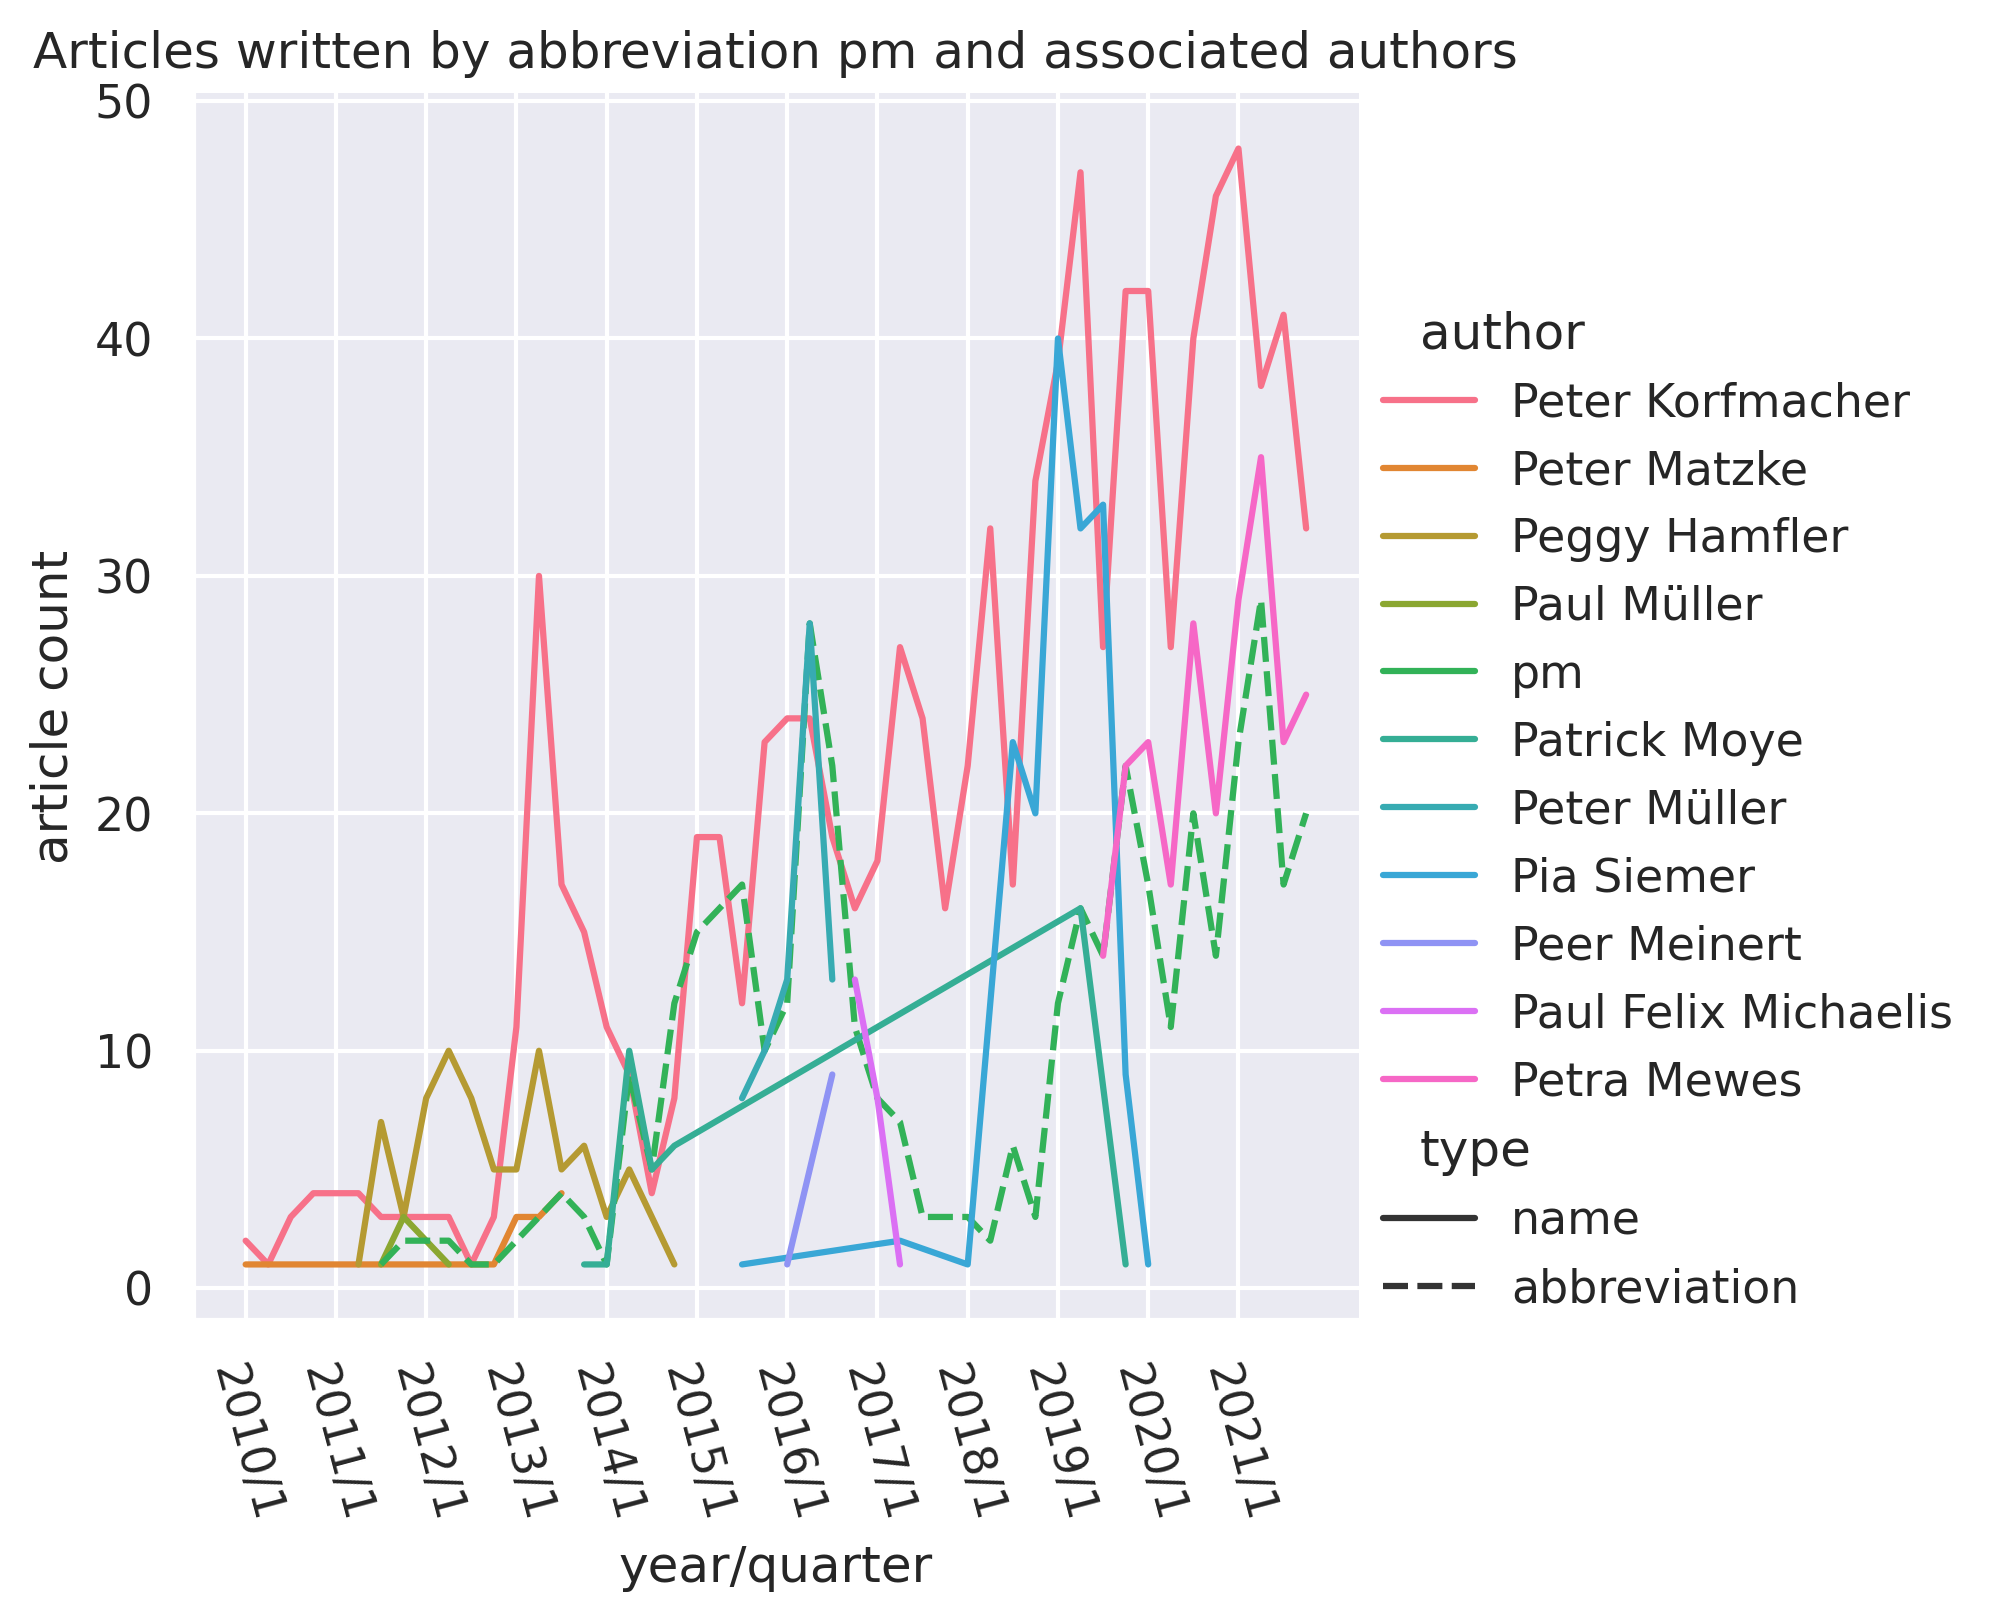 Articles written by abbreviation pm and associated authors
50
40
30
20
10
0
article count
2010/1
2011/1
2012/1
2013/1
2014/1
2015/1
2016/1
2017/1
2018/1
2019/1
2020/1
2021/1
year/quarter
author
Peter Korfmacher
Peter Matzke
Peggy Hamfler
Paul Müller
pm
Patrick Moye
Peter Müller
Pia Siemer
Peer Meinert
Paul Felix Michaelis
Petra Mewes
type
name
abbreviation